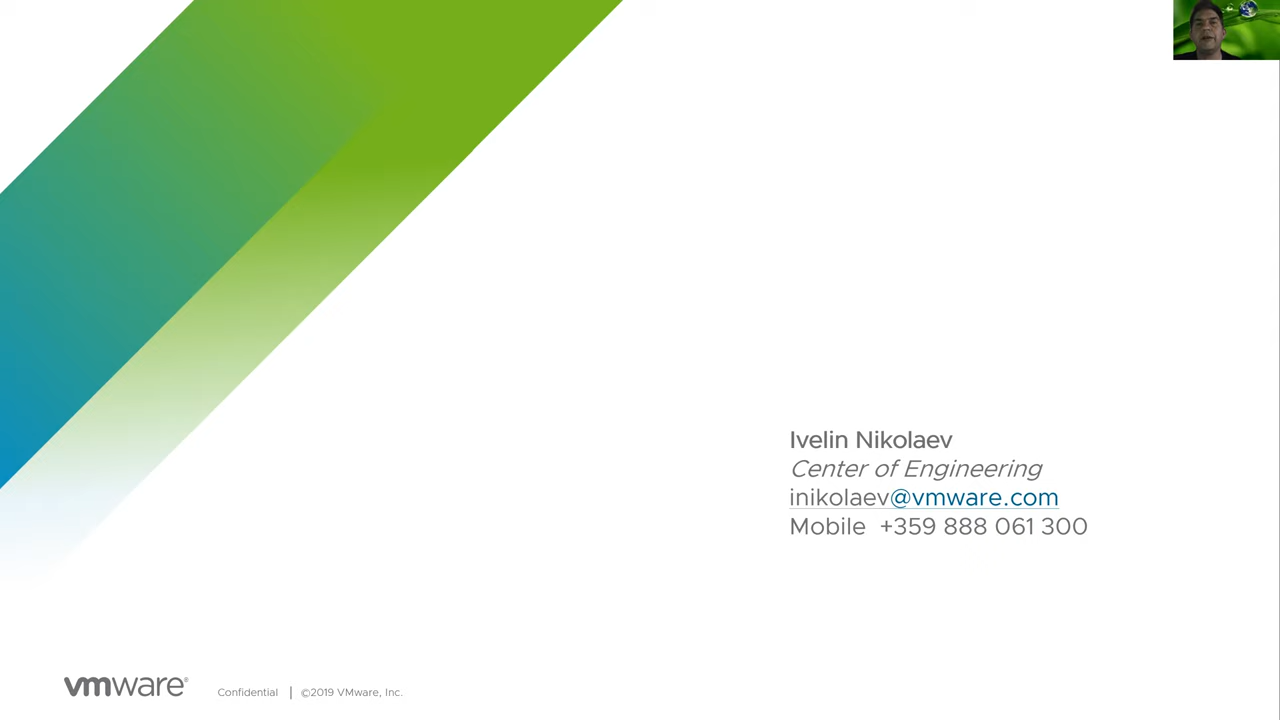 Ivelin Nikolaev
Center of Engineering
inikolaev@vmware.com
Mobile +359 888 061 300
vmware® Confidential | ©2019 VMware, Inc.